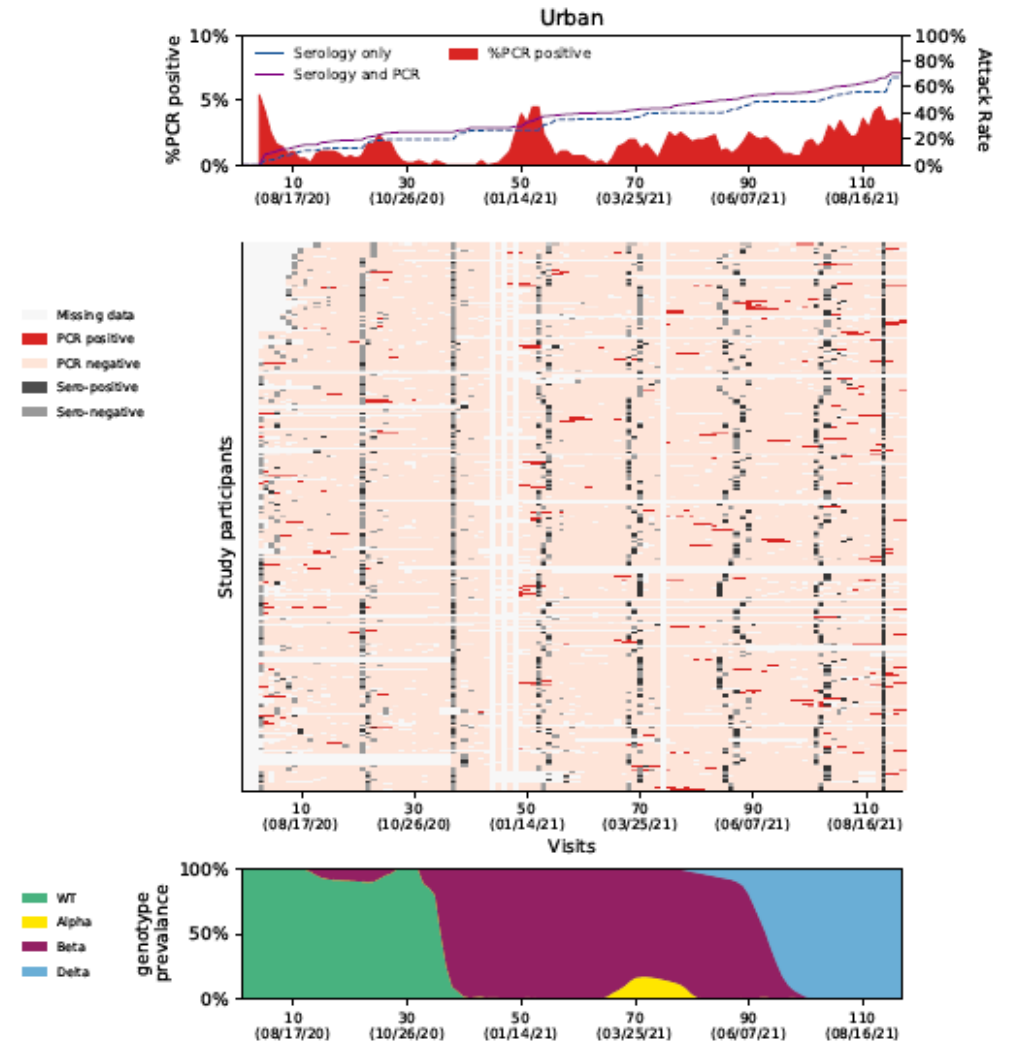 Urban
10%
5%
0%
%PCR positive
Serology only
Serology and PCR
%PCR positive
100%
80%
60%
40%
20%
0%
Attack Rate
10 30 50 70 90 110
(08/17/20) (10/26/20) (01/14/21) (03/25/21) (06/07/21) (08/16/21)
Missing data
PCR positive
PCR negative
Sero-positive
Sero-negative
Study participants
10 30 50 70 90 110
(08/17/20) (10/26/20) (01/14/21) (03/25/21) (06/07/21) (08/16/21)
Visits
WT
Alpha
Beta
Delta
genotype
prevalance
100%
50%
0%
10 30 50 70 90 110
(08/17/20) (10/26/20) (01/14/21) (03/25/21) (06/07/21) (08/16/21)